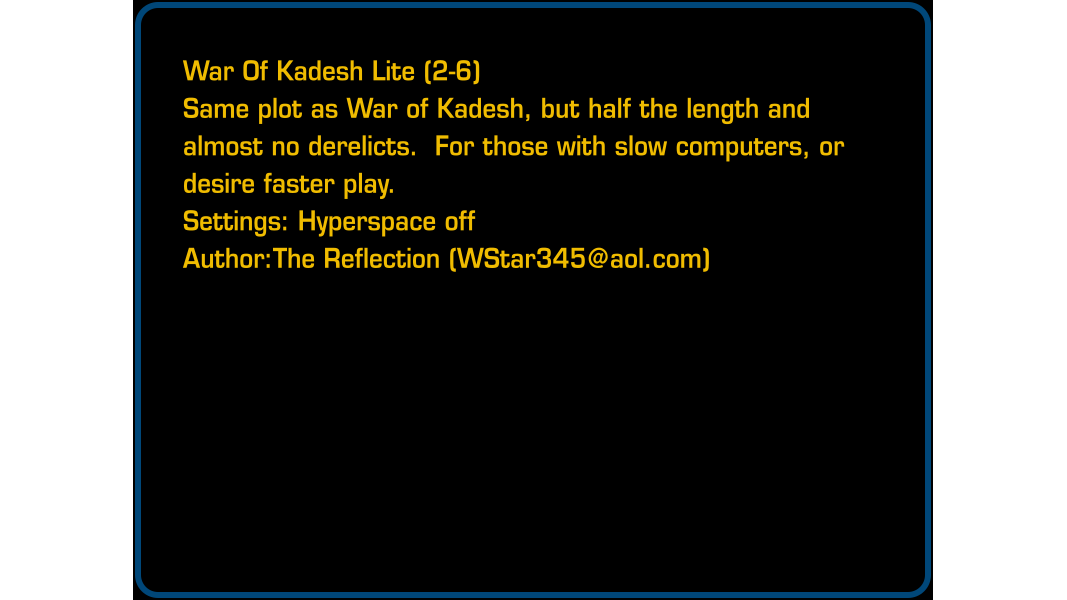 War Of Kadesh Lite (2-6)
Same plot as War of Kadesh, but half the length and
almost no derelicts.  For those with slow computers, or
desire faster play.
Settings: Hyperspace off
Author:The Reflection (WStar345@aol.com)